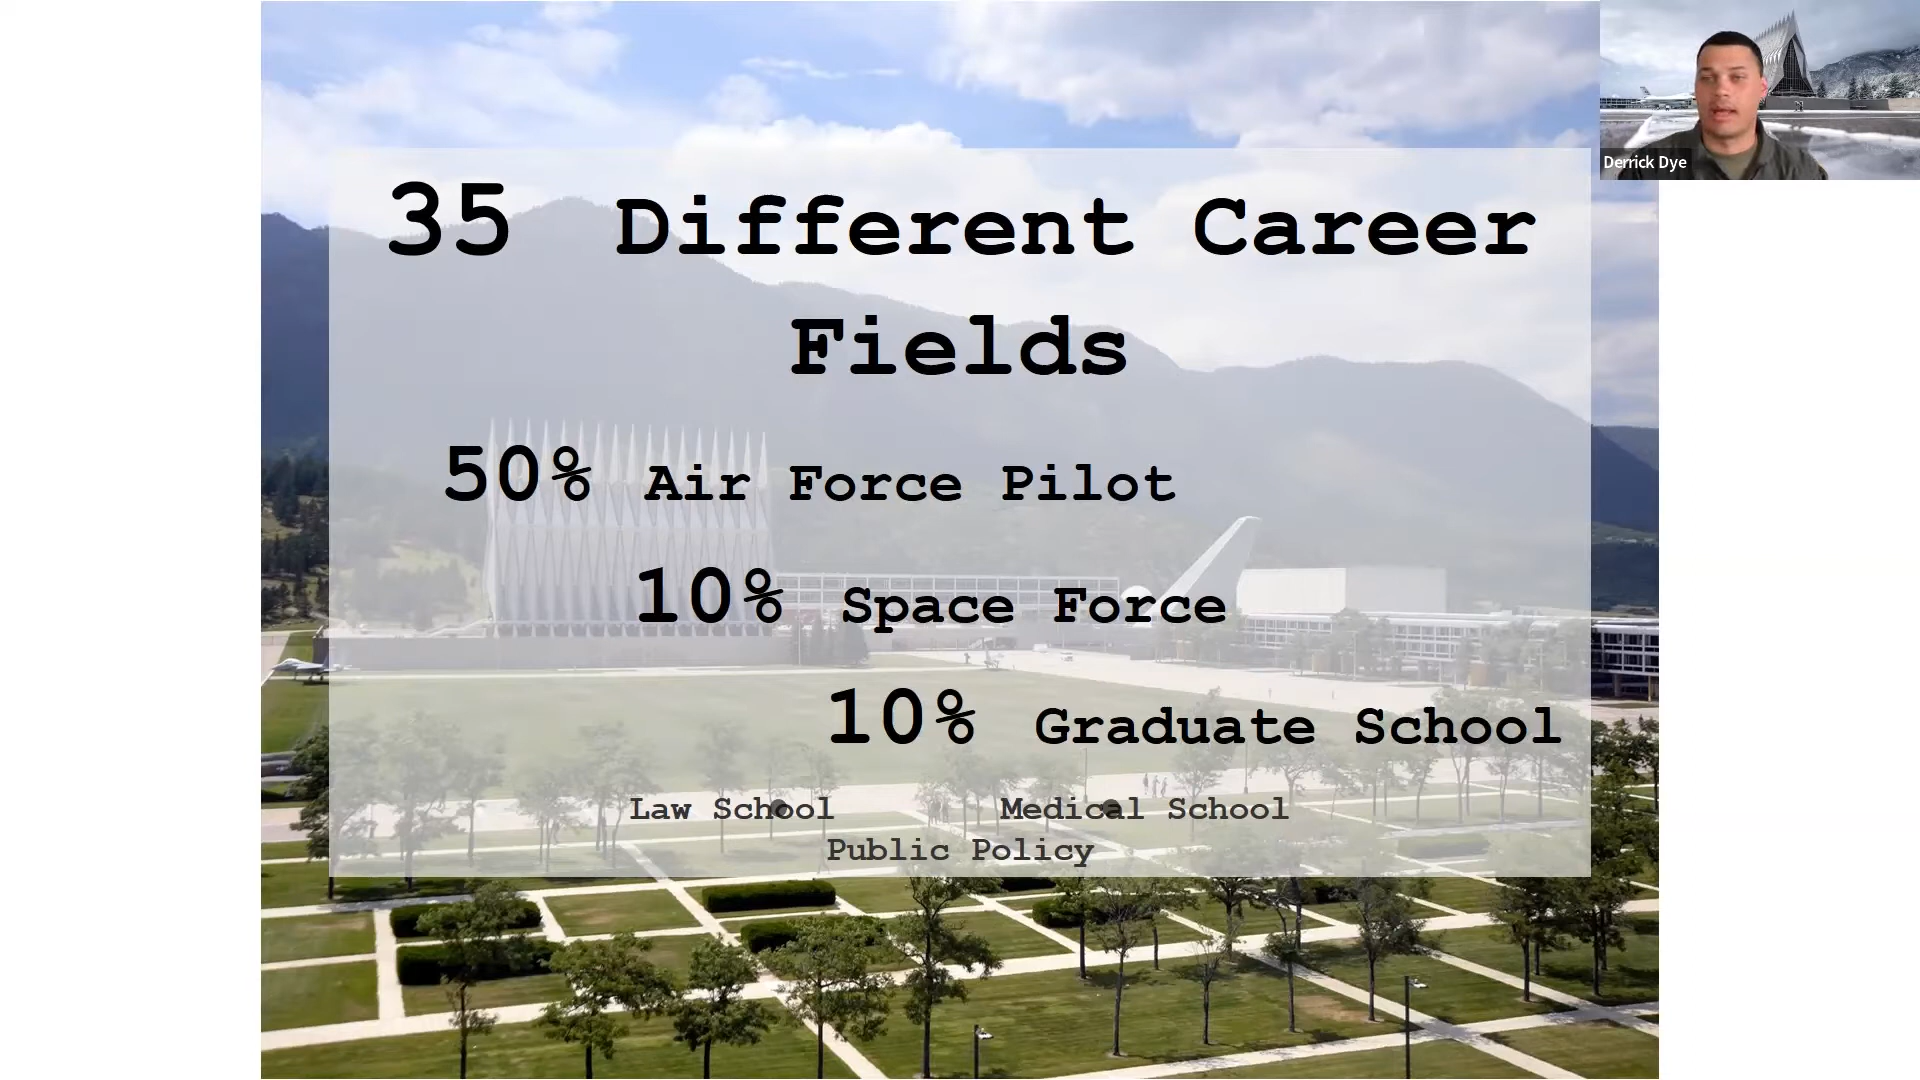 35 Different Career
Fields
50% Air Force Pilot
10% Space Force
10% Graduate School
Law School Medical School
Public Policy
Derrick Dye